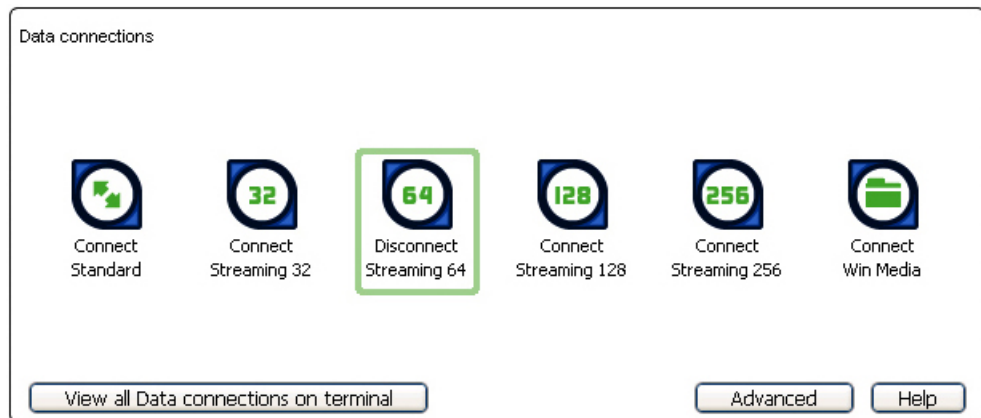 Data connections
32
64
128
256
Connect
Standard
Connect
Streaming 32
Disconnect
Streaming 64
Connect
Streaming 128
Connect
Streaming 256
Connect
Win Media
View all Data connections on terminal
Advanced
Help